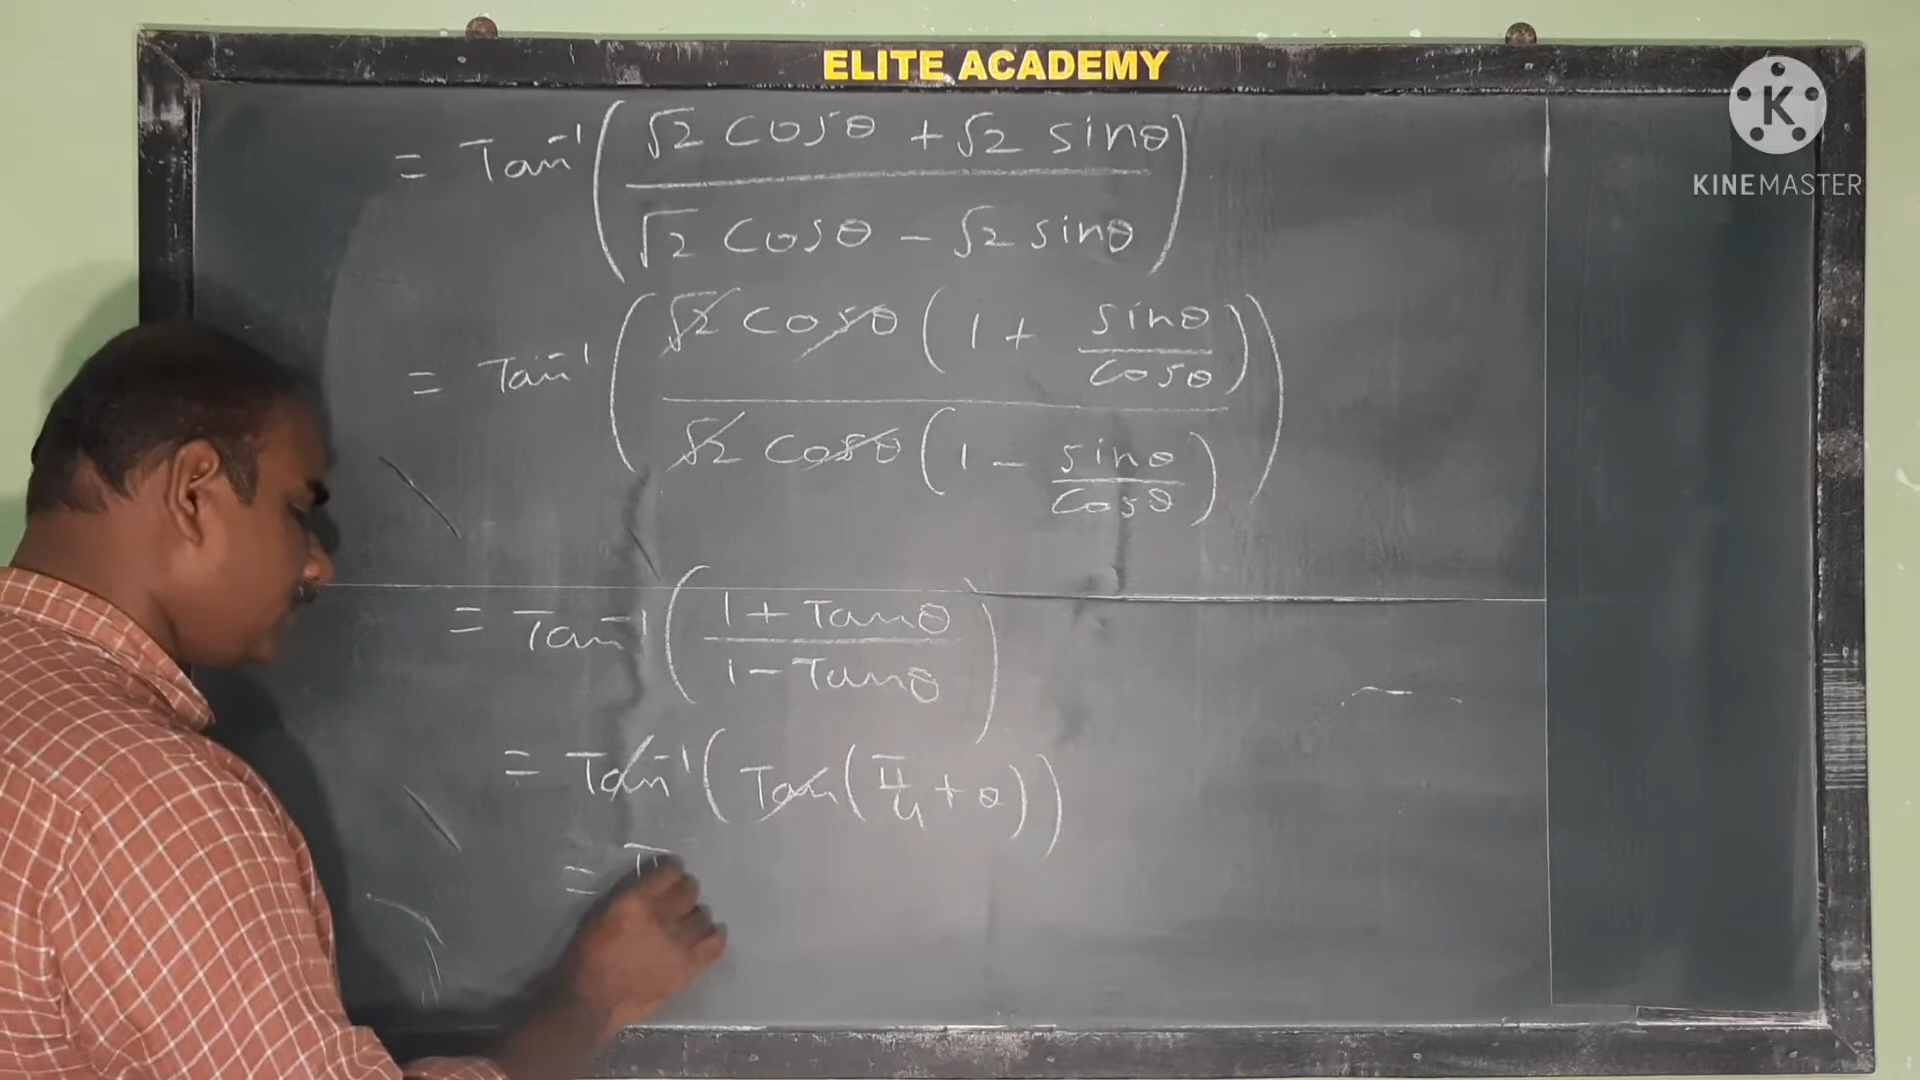 ELITE ACADEMY
K
KINEMASTER
= Tan⁻¹ ( (√2 cosθ + √2 sinθ) / (√2 cosθ - √2 sinθ) )
= Tan⁻¹ ( (√2 cosθ (1 + sinθ/cosθ)) / (√2 cosθ (1 - sinθ/cosθ)) )
= Tan⁻¹ ( (1 + Tanθ) / (1 - Tanθ) )
= Tan⁻¹ ( Tan ( π/4 + θ ) )
= π